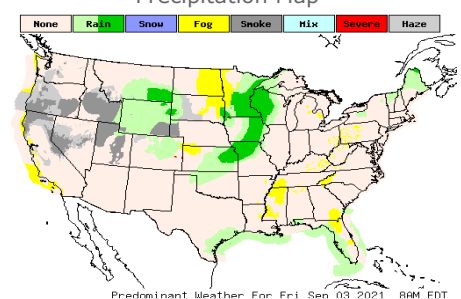 Precipitation Map
None Rain Snow Fog Smoke Mix Severe Haze
Predominant Weather For Fri Sep 03 2021 8AM EDT